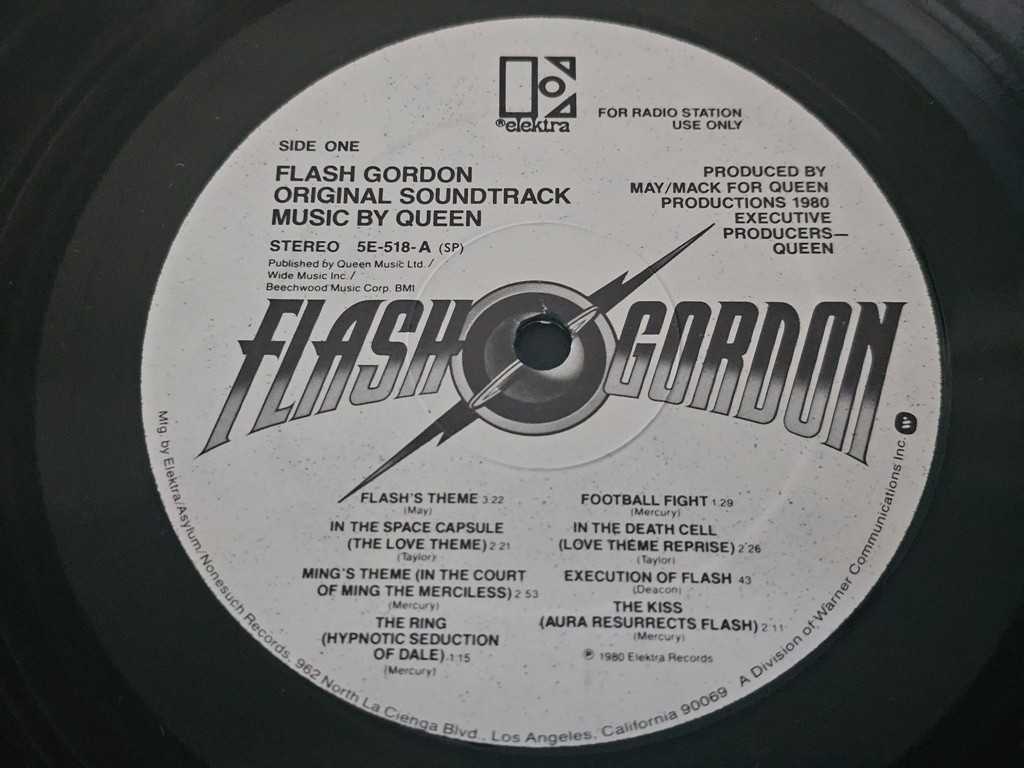 ®elektra
FOR RADIO STATION
USE ONLY
SIDE ONE
FLASH GORDON
ORIGINAL SOUNDTRACK
MUSIC BY QUEEN
STEREO 5E-518-A (SP)
Published by Queen Music Ltd./
Wide Music Inc./
Beechwood Music Corp. BMI
PRODUCED BY
MAY/MACK FOR QUEEN
PRODUCTIONS 1980
EXECUTIVE
PRODUCERS—
QUEEN
FLASH GORDON
FLASH'S THEME 3:22
(May)
IN THE SPACE CAPSULE
(THE LOVE THEME) 2:21
(Taylor)
MING'S THEME (IN THE COURT
OF MING THE MERCILESS) 2:53
(Mercury)
THE RING
(HYPNOTIC SEDUCTION
OF DALE) 1:15
(Mercury)
FOOTBALL FIGHT 1:29
(Mercury)
IN THE DEATH CELL
(LOVE THEME REPRISE) 2:26
(Taylor)
EXECUTION OF FLASH 43
(Deacon)
THE KISS
(AURA RESURRECTS FLASH) 2:11
(Mercury)
℗ 1980 Elektra Records
Mfg. by Elektra/Asylum/Nonesuch Records, 962 North La Cienga Blvd., Los Angeles, California 90069 A Division of Warner Communications Inc.